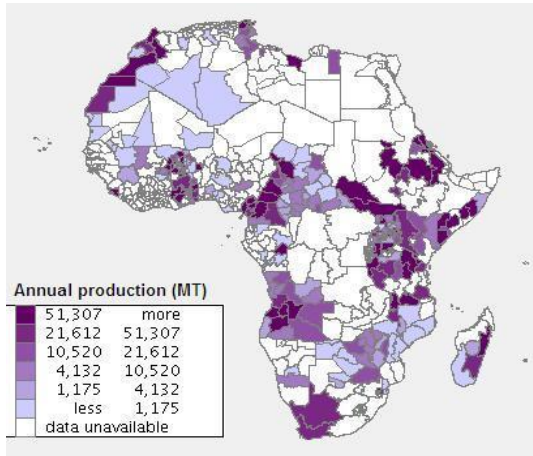 Annual production (MT)
51,307 more
21,612 51,307
10,520 21,612
4,132 10,520
1,175 4,132
less 1,175
data unavailable